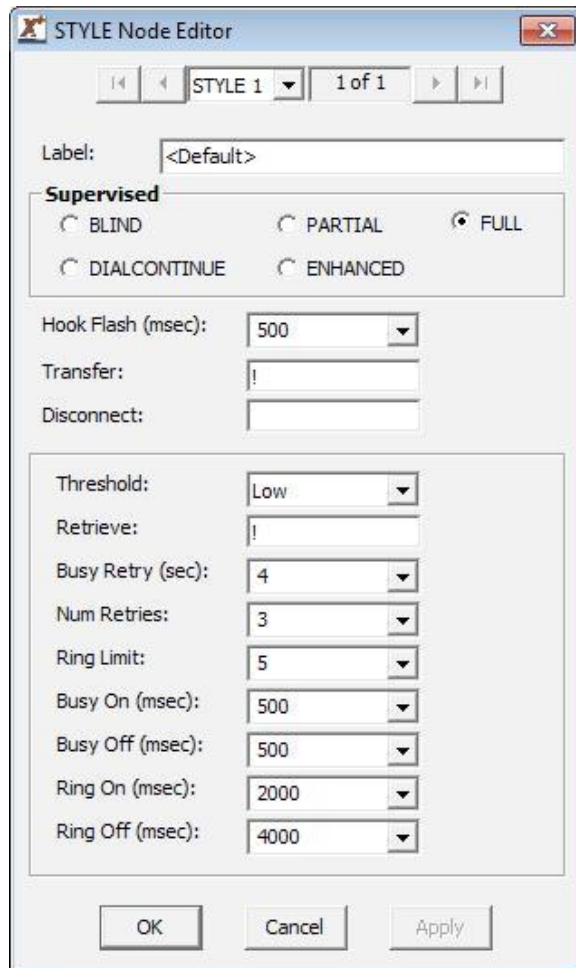 STYLE Node Editor
STYLE 1 1 of 1
Label: <Default>
Supervised
BLIND PARTIAL FULL
DIALCONTINUE ENHANCED
Hook Flash (msec): 500
Transfer: !
Disconnect:
Threshold: Low
Retrieve: !
Busy Retry (sec): 4
Num Retries: 3
Ring Limit: 5
Busy On (msec): 500
Busy Off (msec): 500
Ring On (msec): 2000
Ring Off (msec): 4000
OK Cancel Apply